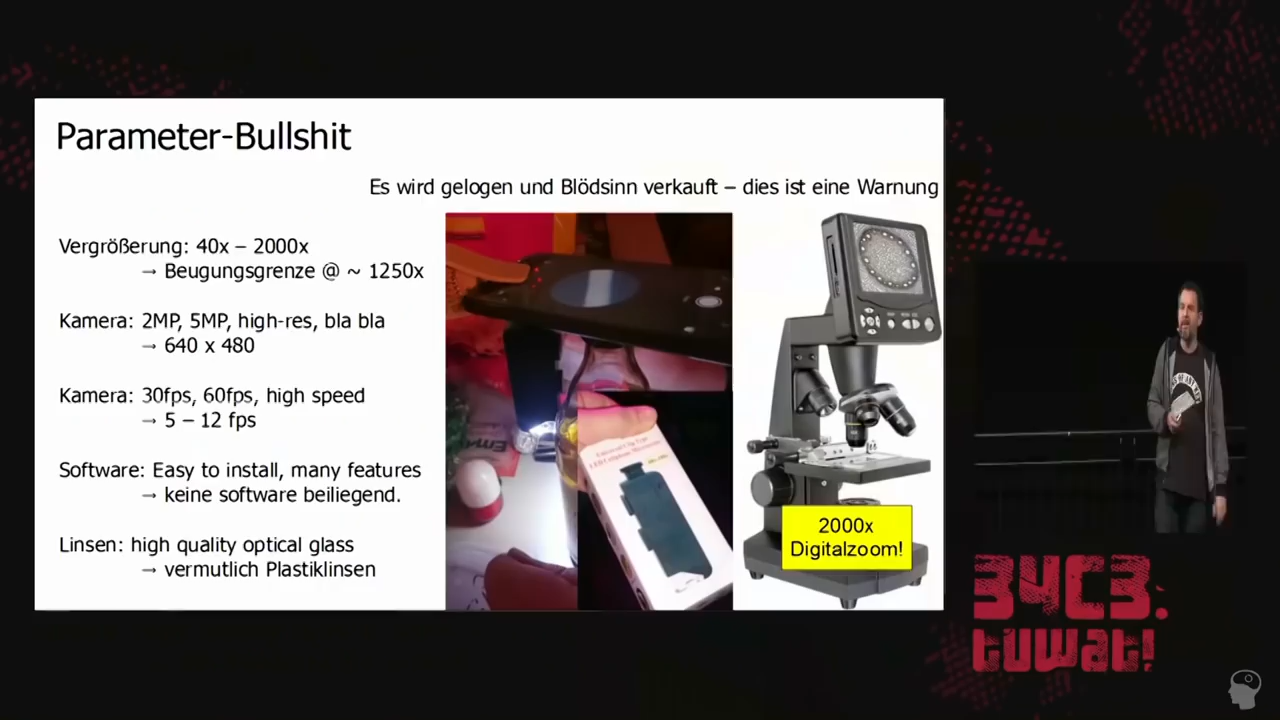 Parameter-Bullshit
Es wird gelogen und Blödsinn verkauft – dies ist eine Warnung
Vergrößerung: 40x – 2000x
→ Beugungsgrenze @ ~ 1250x
Kamera: 2MP, 5MP, high-res, bla bla
→ 640 x 480
Kamera: 30fps, 60fps, high speed
→ 5 – 12 fps
Software: Easy to install, many features
→ keine software beiliegend.
Linsen: high quality optical glass
→ vermutlich Plastiklinsen
2000x
Digitalzoom!
34C3:
tuwat!